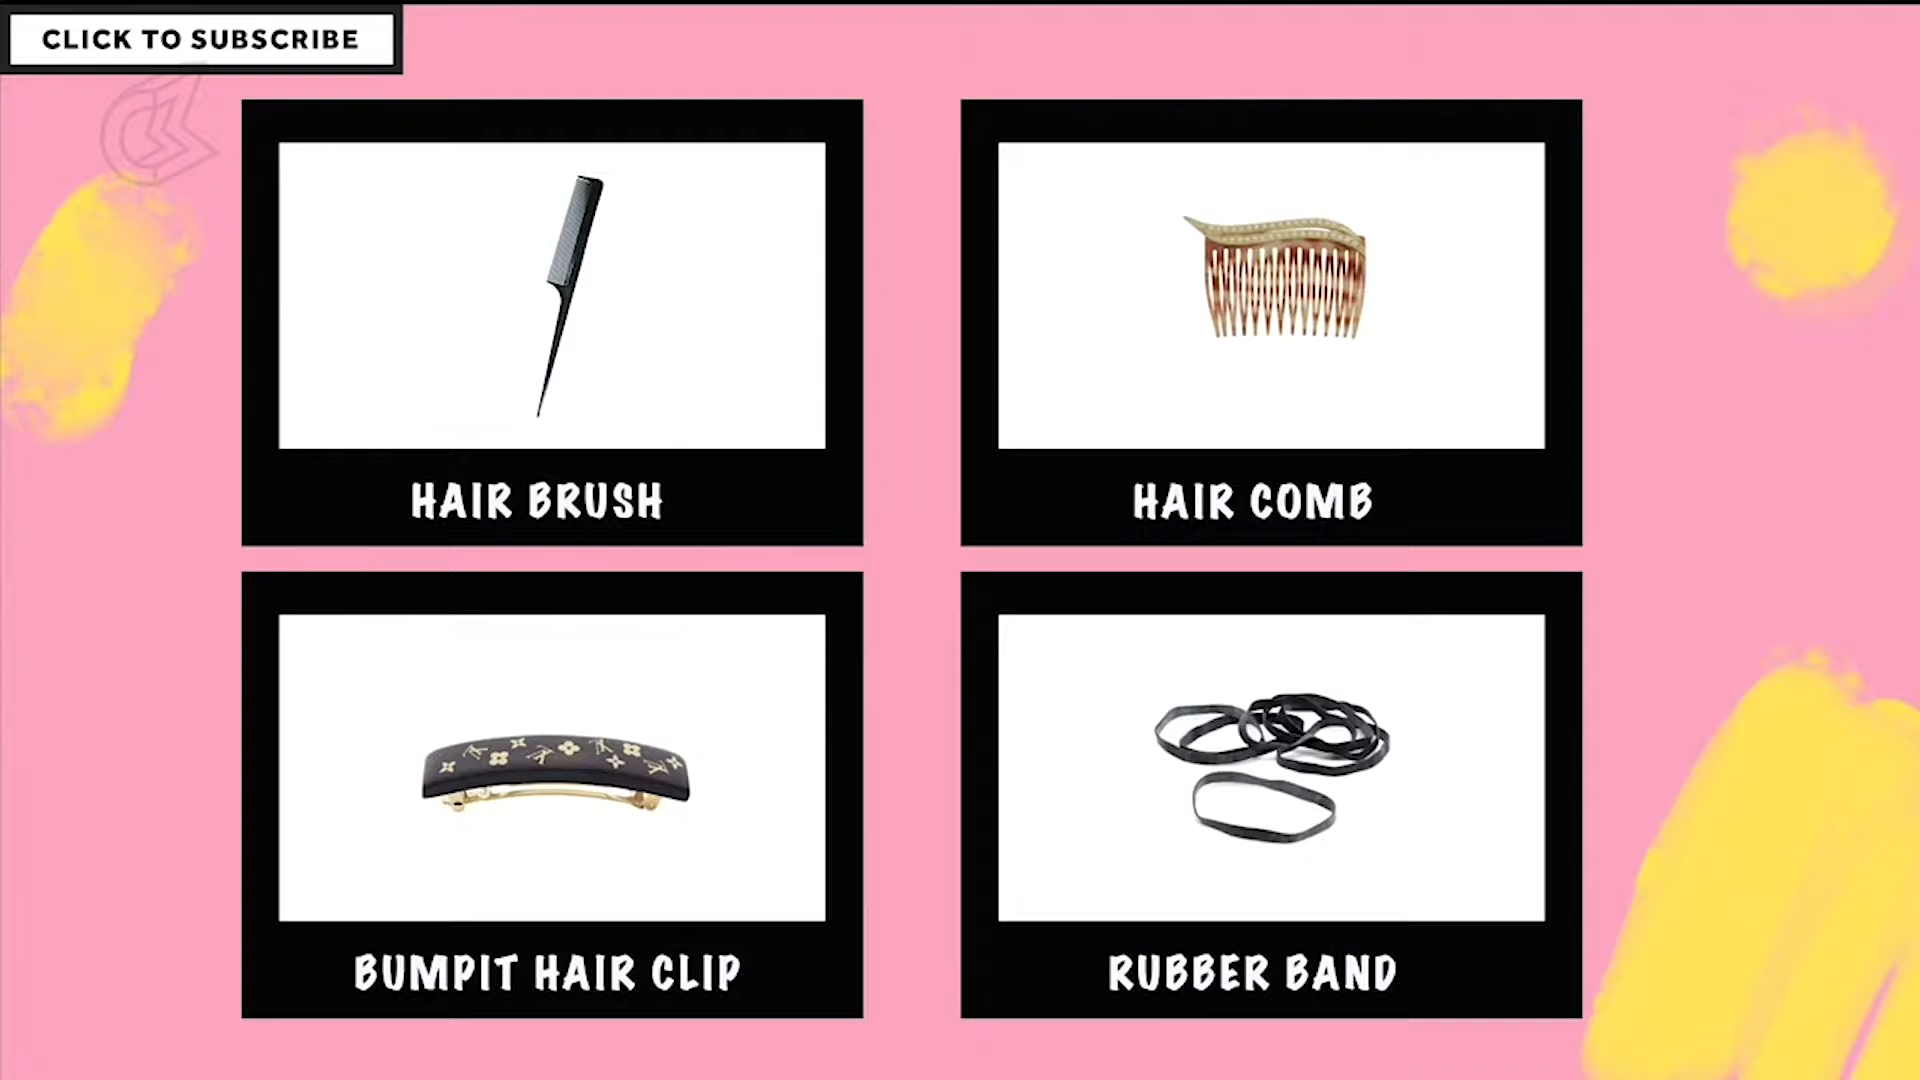 CLICK TO SUBSCRIBE
HAIR BRUSH
HAIR COMB
BUMPIT HAIR CLIP
RUBBER BAND